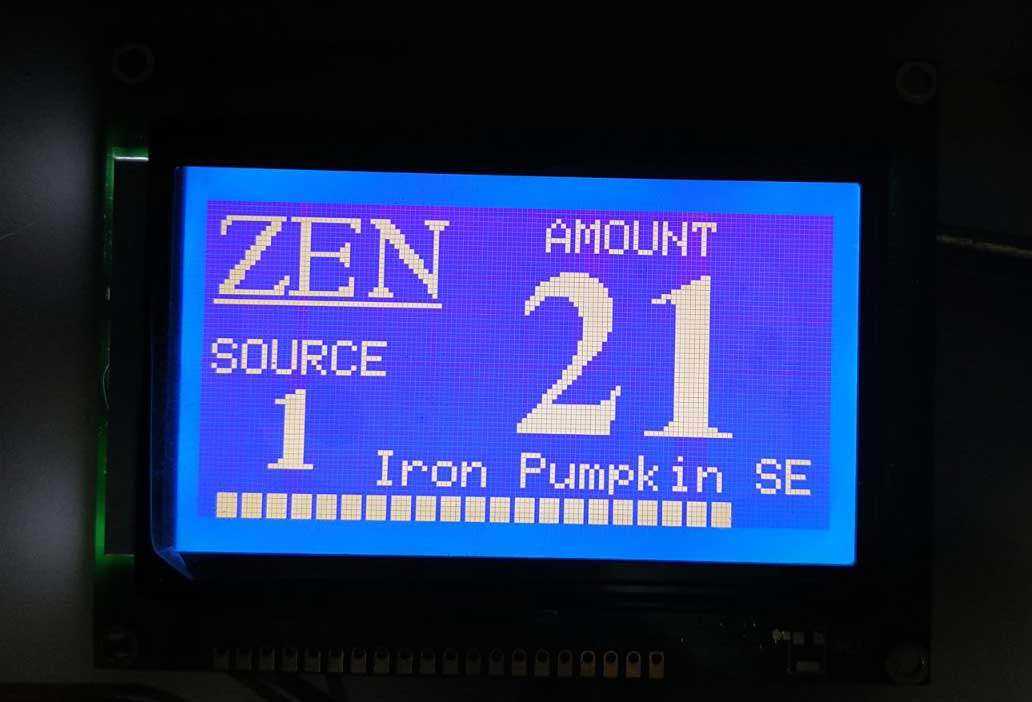 ZEN
AMOUNT
21
SOURCE
1
Iron Pumpkin SE